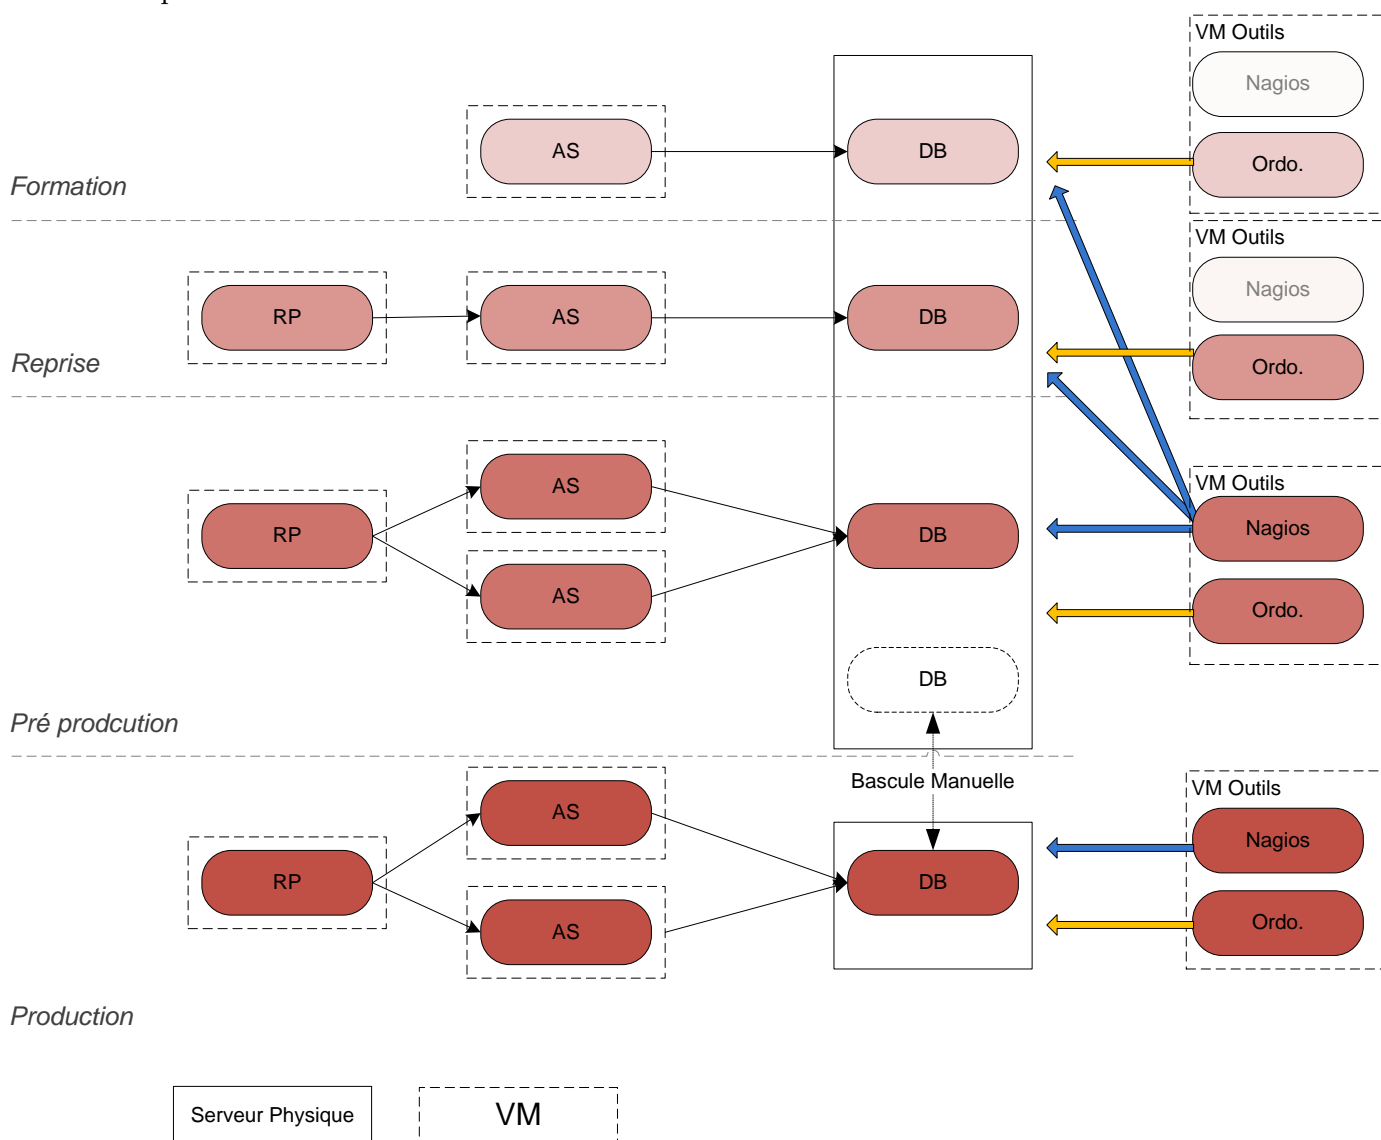 VM Outils
Nagios
AS
DB
Ordo.
Formation
VM Outils
Nagios
RP
AS
DB
Ordo.
Reprise
VM Outils
AS
RP
DB
Nagios
AS
Ordo.
DB
Pré prodcution
Bascule Manuelle
VM Outils
AS
Nagios
RP
DB
AS
Ordo.
Production
Serveur Physique
VM